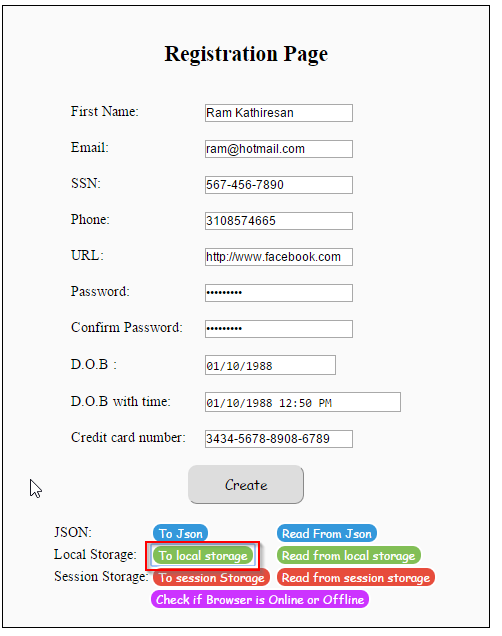 Registration Page
First Name: Ram Kathiresan
Email: ram@hotmail.com
SSN: 567-456-7890
Phone: 3108574665
URL: http://www.facebook.com
Password: •••••••••
Confirm Password: •••••••••
D.O.B : 01/10/1988
D.O.B with time: 01/10/1988 12:50 PM
Credit card number: 3434-5678-8908-6789
Create
JSON: To Json Read From Json
Local Storage: To local storage Read from local storage
Session Storage: To session Storage Read from session storage
Check if Browser is Online or Offline